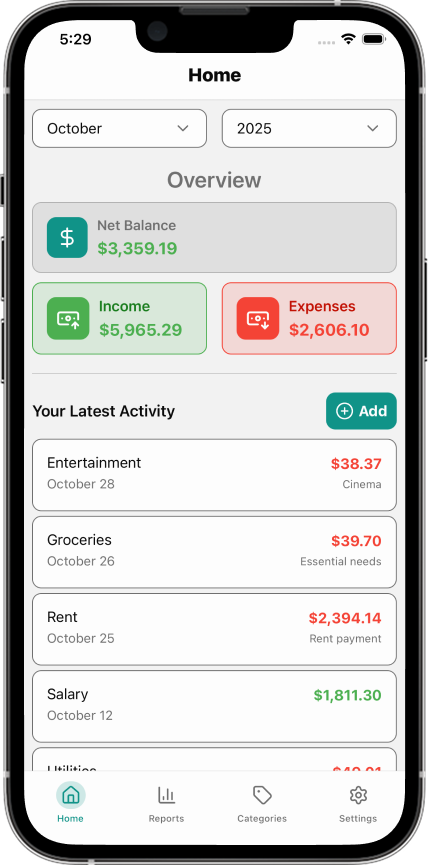 5:29
Home
October
2025
Overview
Net Balance
$3,359.19
Income
$5,965.29
Expenses
$2,606.10
Your Latest Activity
Add
Entertainment
$38.37
October 28
Cinema
Groceries
$39.70
October 26
Essential needs
Rent
$2,394.14
October 25
Rent payment
Salary
$1,811.30
October 12
Utilities
Home
Reports
Categories
Settings